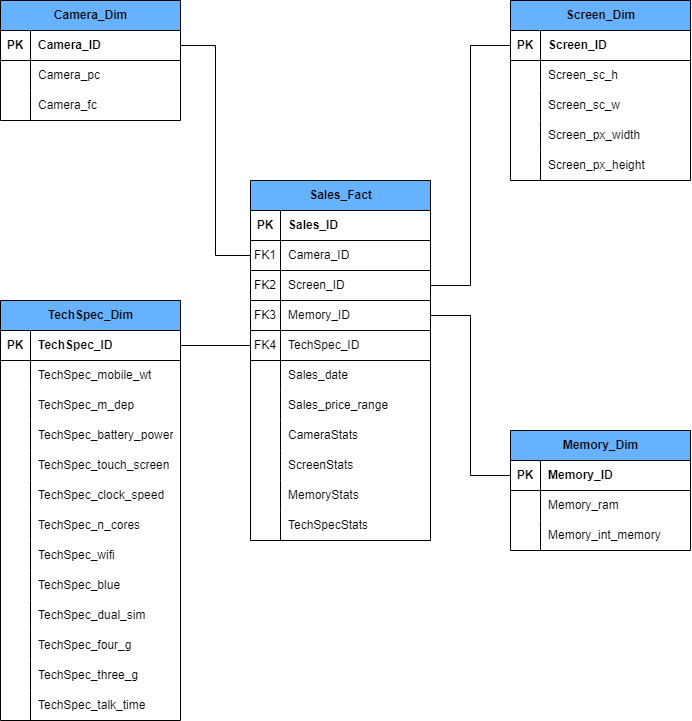 Camera_Dim
PK Camera_ID
Camera_pc
Camera_fc
Screen_Dim
PK Screen_ID
Screen_sc_h
Screen_sc_w
Screen_px_width
Screen_px_height
Sales_Fact
PK Sales_ID
FK1 Camera_ID
FK2 Screen_ID
FK3 Memory_ID
FK4 TechSpec_ID
Sales_date
Sales_price_range
CameraStats
ScreenStats
MemoryStats
TechSpecStats
TechSpec_Dim
PK TechSpec_ID
TechSpec_mobile_wt
TechSpec_m_dep
TechSpec_battery_power
TechSpec_touch_screen
TechSpec_clock_speed
TechSpec_n_cores
TechSpec_wifi
TechSpec_blue
TechSpec_dual_sim
TechSpec_four_g
TechSpec_three_g
TechSpec_talk_time
Memory_Dim
PK Memory_ID
Memory_ram
Memory_int_memory